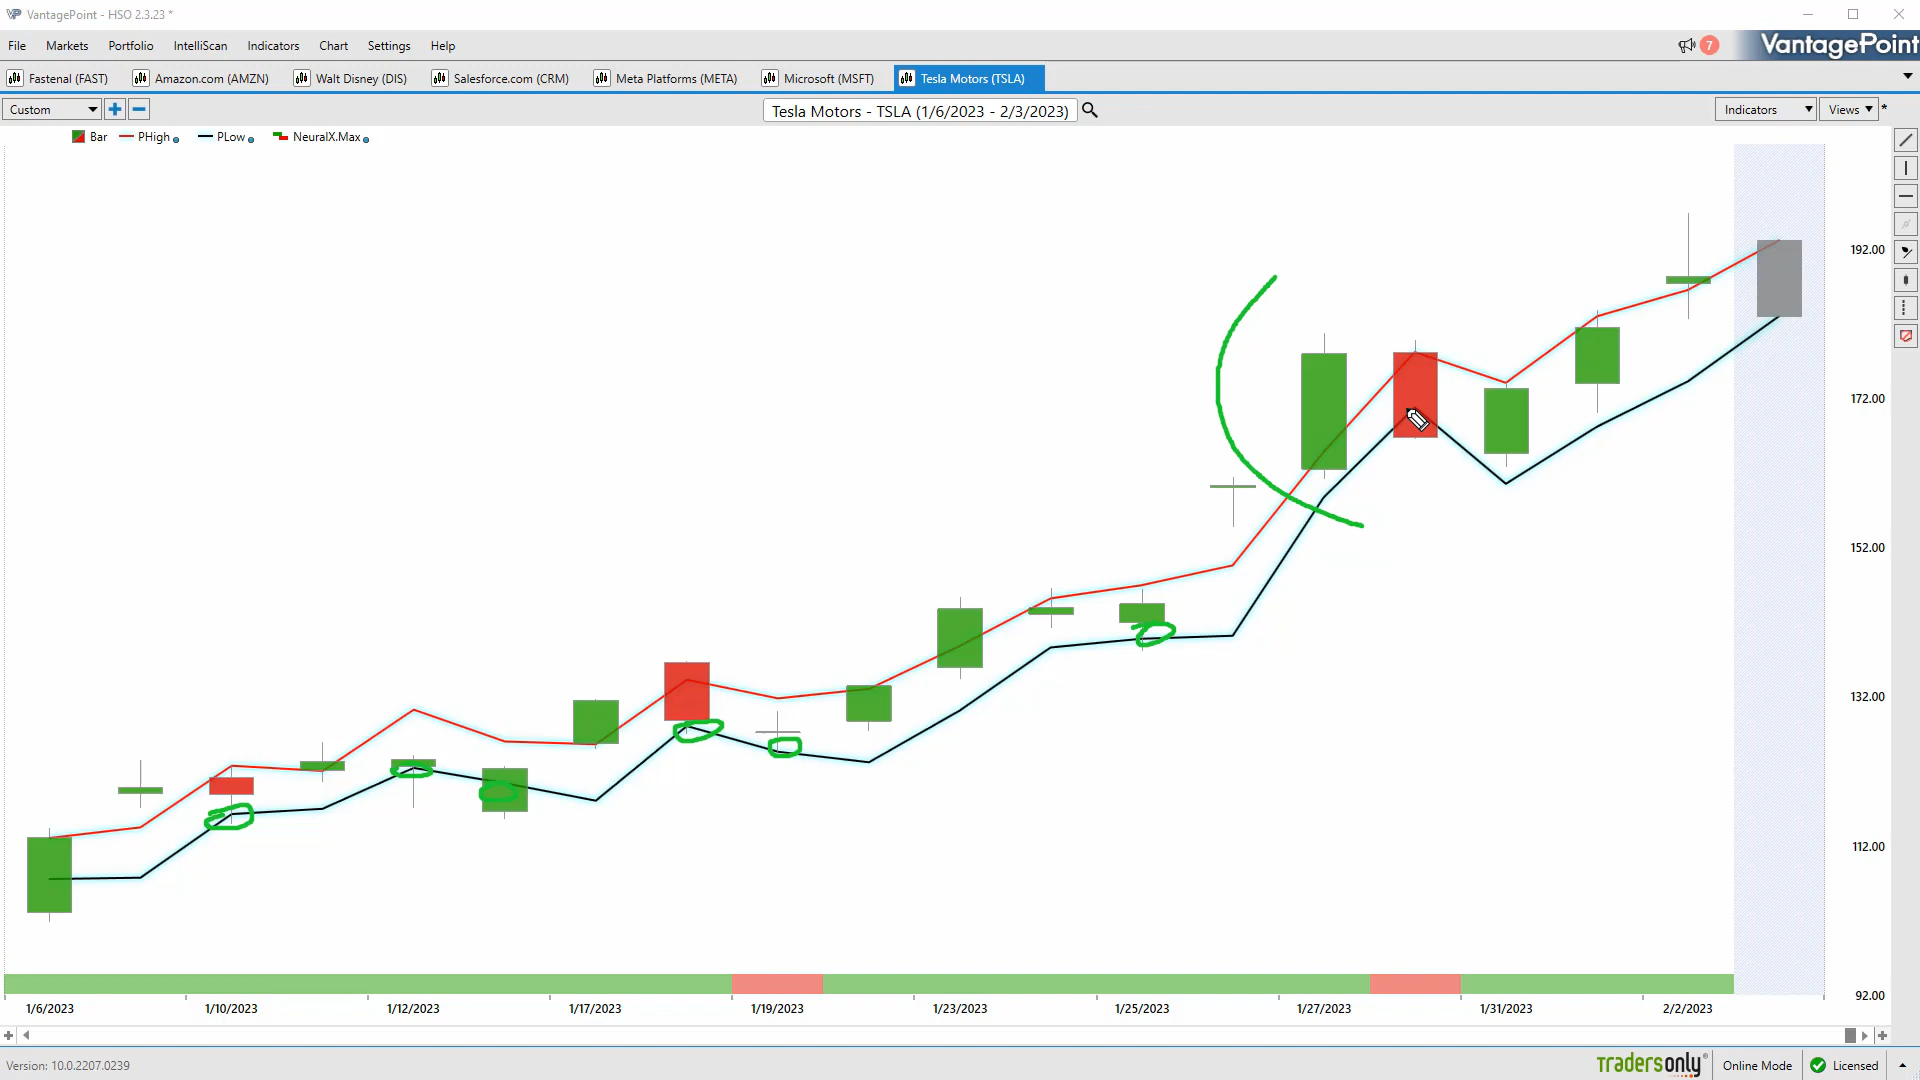 VantagePoint - HSO 2.3.23 *
File Markets Portfolio IntelliScan Indicators Chart Settings Help
7 VantagePoint
Fastenal (FAST) Amazon.com (AMZN) Walt Disney (DIS) Salesforce.com (CRM) Meta Platforms (META) Microsoft (MSFT) Tesla Motors (TSLA)
Custom Tesla Motors - TSLA (1/6/2023 - 2/3/2023) Indicators Views *
Bar PHigh PLow NeuralX.Max
192.00
172.00
152.00
132.00
112.00
92.00
1/6/2023 1/10/2023 1/12/2023 1/17/2023 1/19/2023 1/23/2023 1/25/2023 1/27/2023 1/31/2023 2/2/2023
Version: 10.0.2207.0239 tradersonly Online Mode Licensed